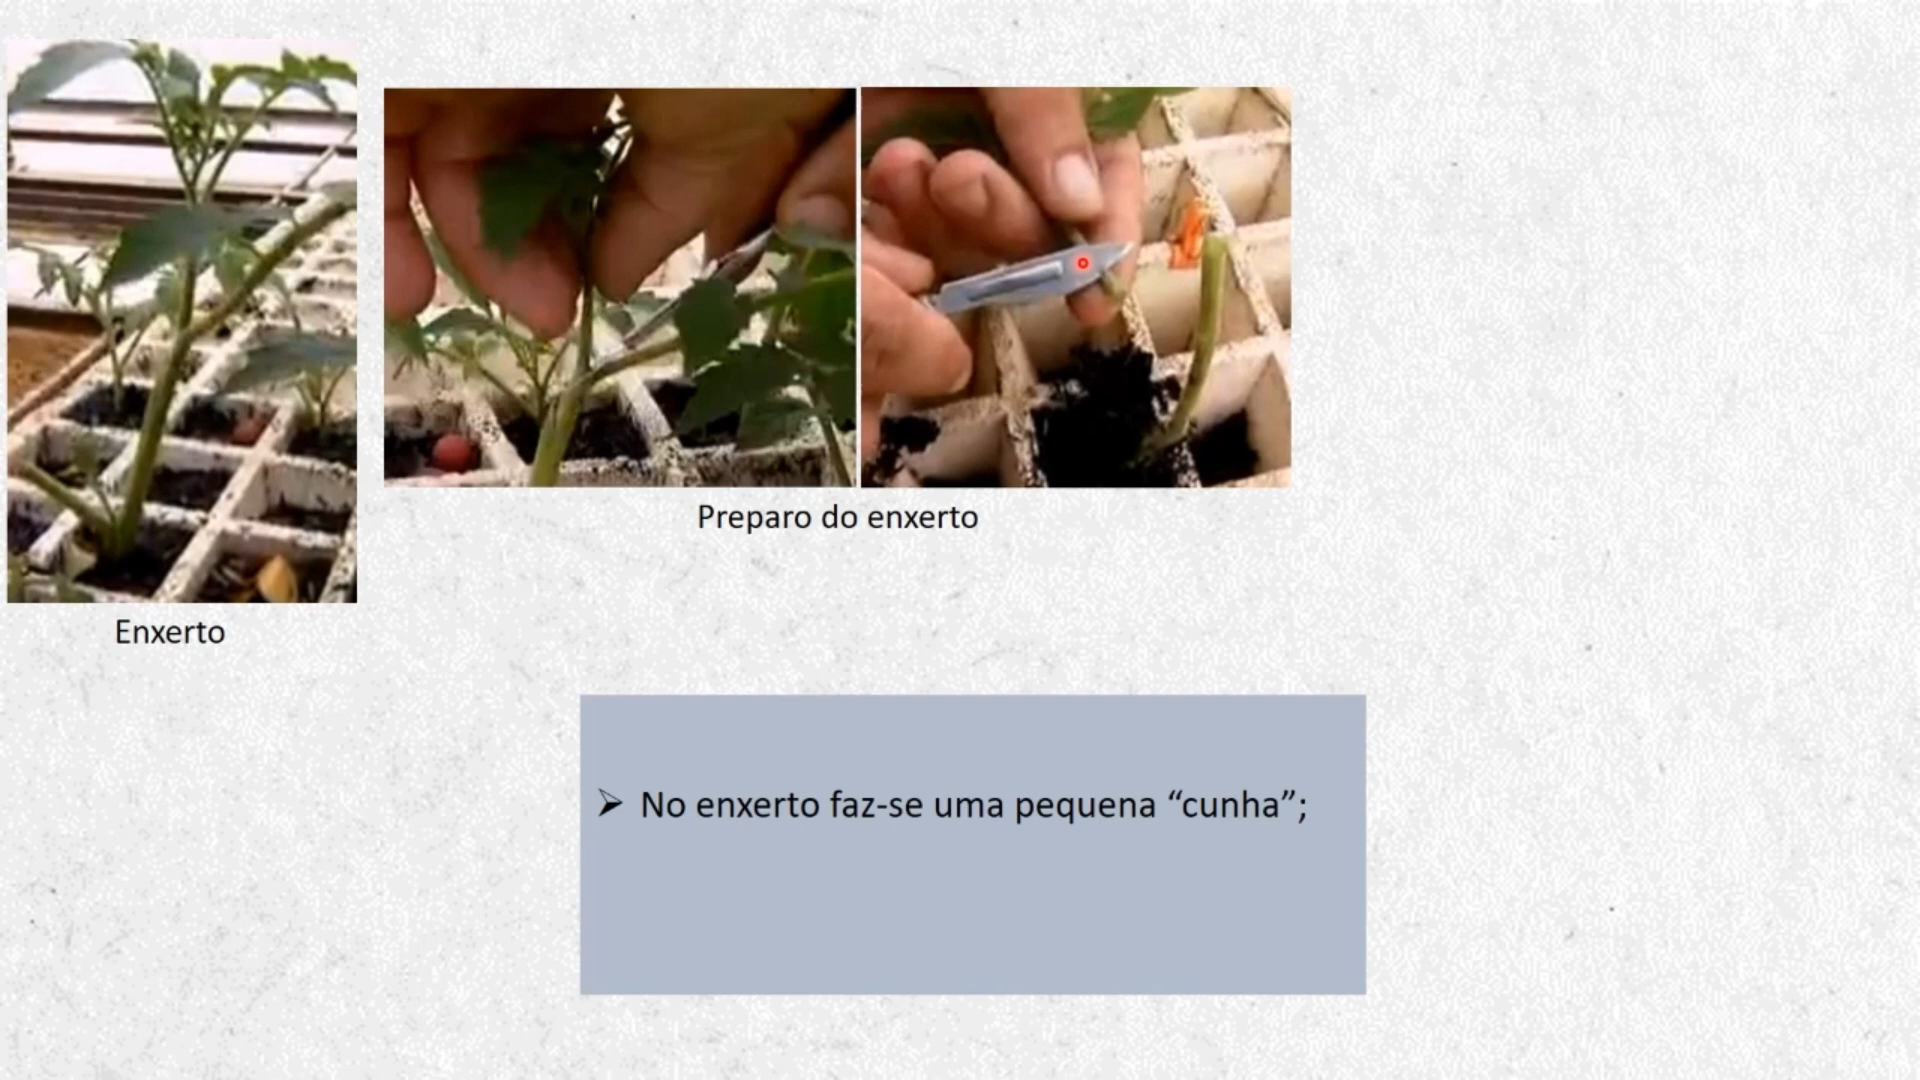 Preparo do enxerto
Enxerto
➢ No enxerto faz-se uma pequena “cunha”;